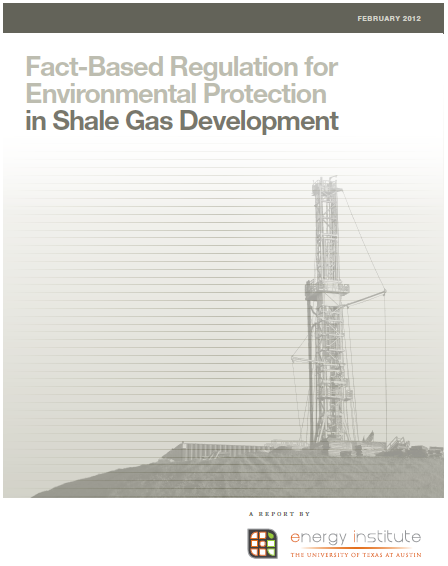 FEBRUARY 2012
Fact-Based Regulation for
Environmental Protection
in Shale Gas Development
A REPORT BY
energy institute
THE UNIVERSITY OF TEXAS AT AUSTIN